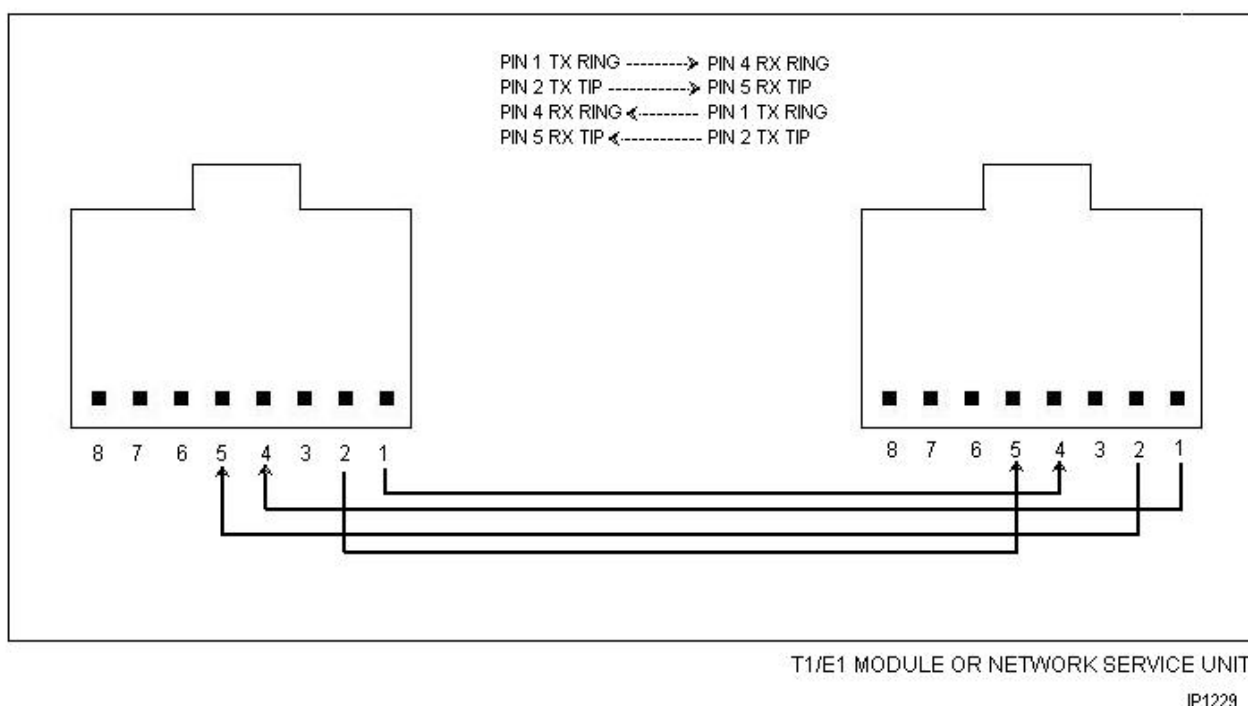 PIN 1 TX RING --------> PIN 4 RX RING
PIN 2 TX TIP ----------> PIN 5 RX TIP
PIN 4 RX RING <-------- PIN 1 TX RING
PIN 5 RX TIP <---------- PIN 2 TX TIP
8 7 6 5 4 3 2 1 8 7 6 5 4 3 2 1
T1/E1 MODULE OR NETWORK SERVICE UNIT
IP1229